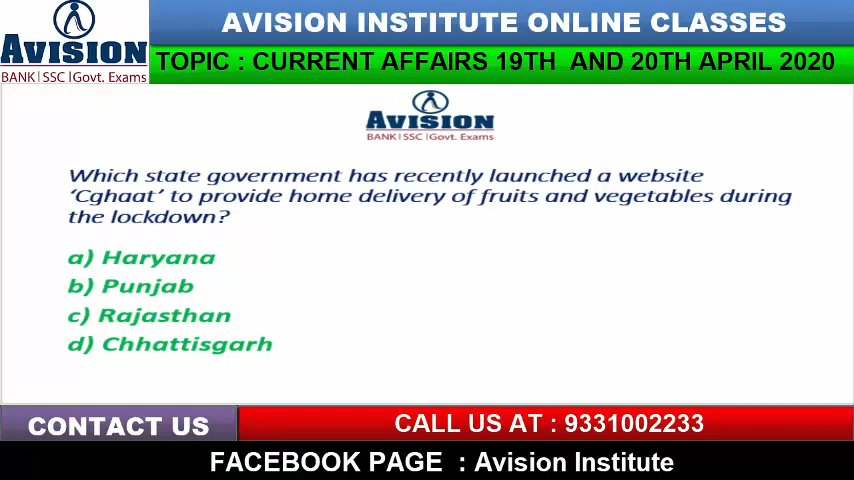 AVISION
BANK|SSC|Govt. Exams
AVISION INSTITUTE ONLINE CLASSES
TOPIC : CURRENT AFFAIRS 19TH AND 20TH APRIL 2020
AVISION
BANK|SSC|Govt. Exams
Which state government has recently launched a website
‘Cghaat’ to provide home delivery of fruits and vegetables during
the lockdown?
a) Haryana
b) Punjab
c) Rajasthan
d) Chhattisgarh
CONTACT US
CALL US AT : 9331002233
FACEBOOK PAGE : Avision Institute